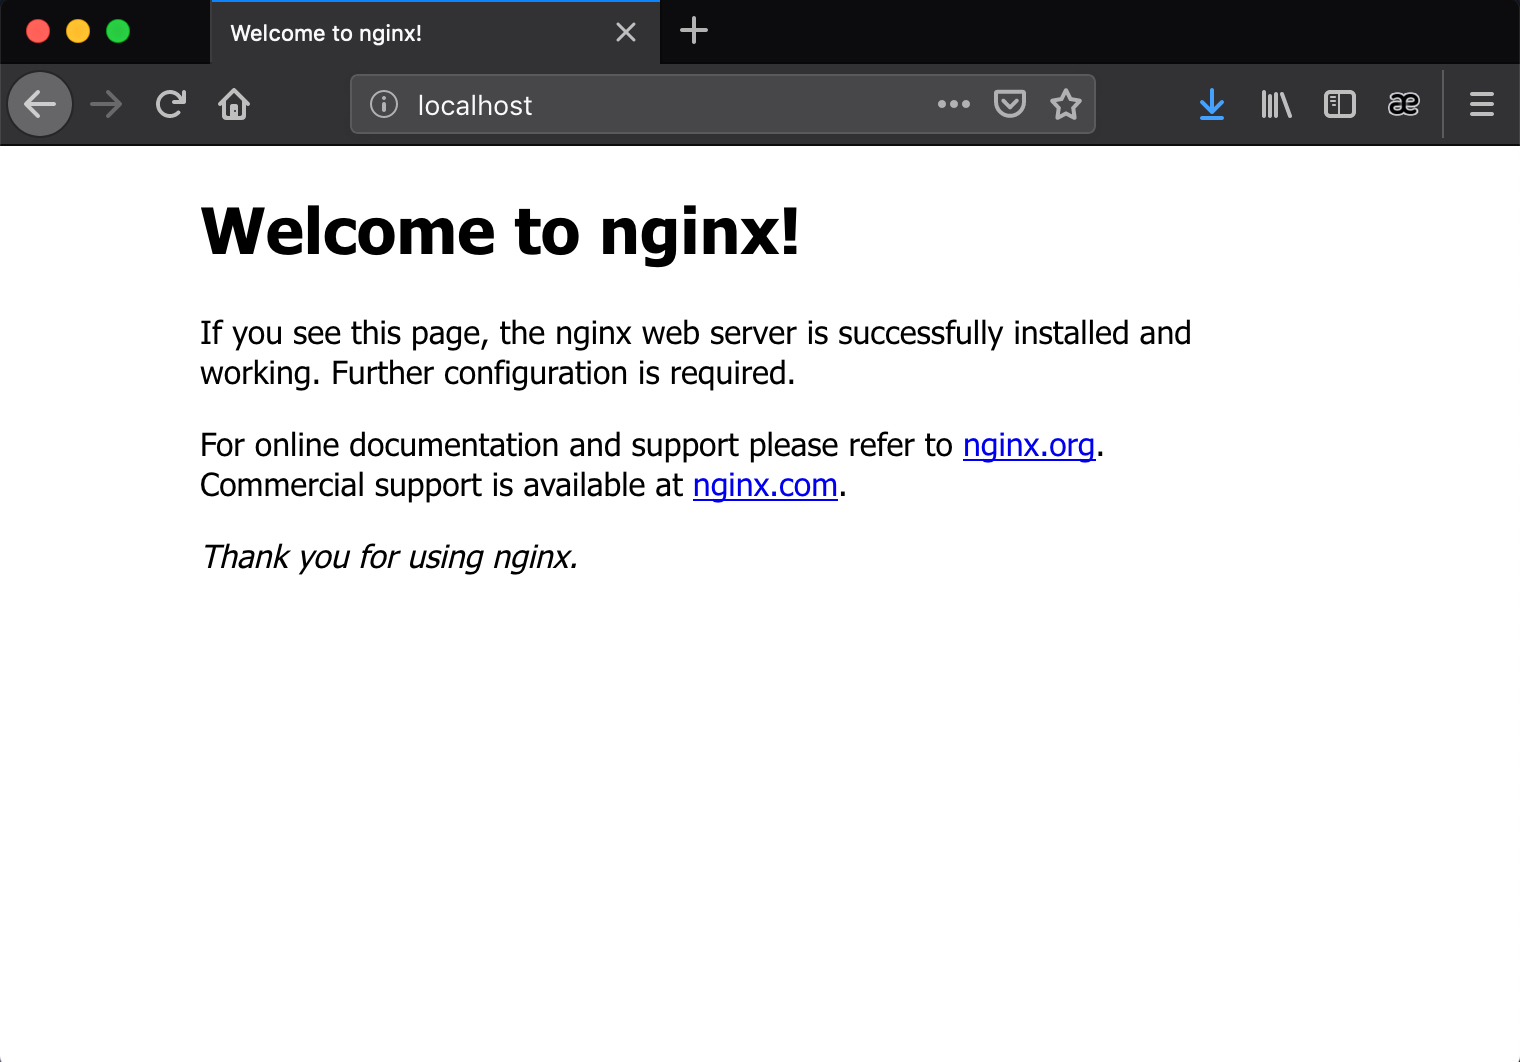 Welcome to nginx!
localhost
æ
Welcome to nginx!
If you see this page, the nginx web server is successfully installed and
working. Further configuration is required.
For online documentation and support please refer to nginx.org.
Commercial support is available at nginx.com.
Thank you for using nginx.